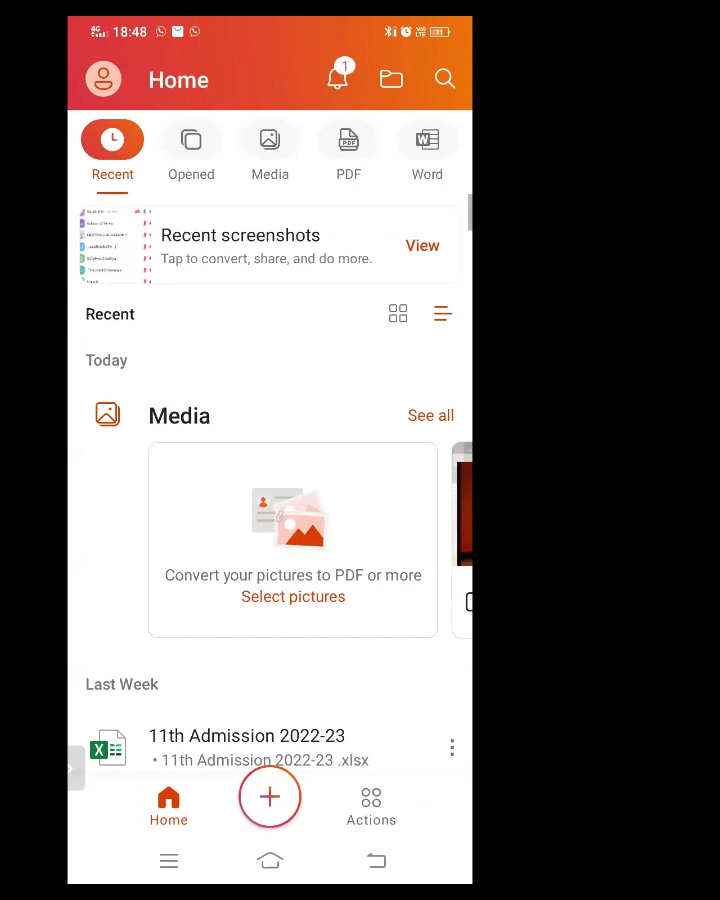 4G 18:48
1
Home
Recent
Opened
Media
PDF
PDF
Word
W
Recent screenshots
Tap to convert, share, and do more.
View
Recent
Today
Media
See all
Convert your pictures to PDF or more
Select pictures
Last Week
11th Admission 2022-23
X
• 11th Admission 2022-23 .xlsx
Home
Actions